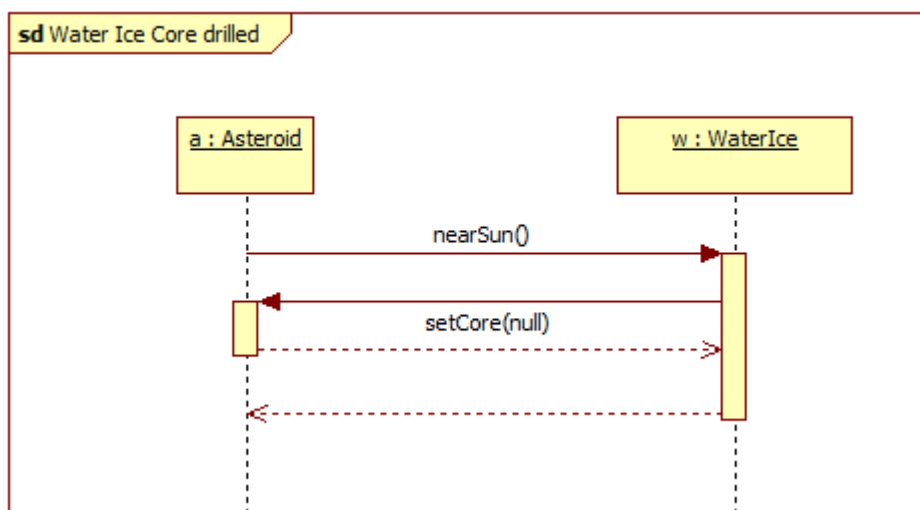 sd Water Ice Core drilled
a : Asteroid
w : WaterIce
nearSun()
setCore(null)